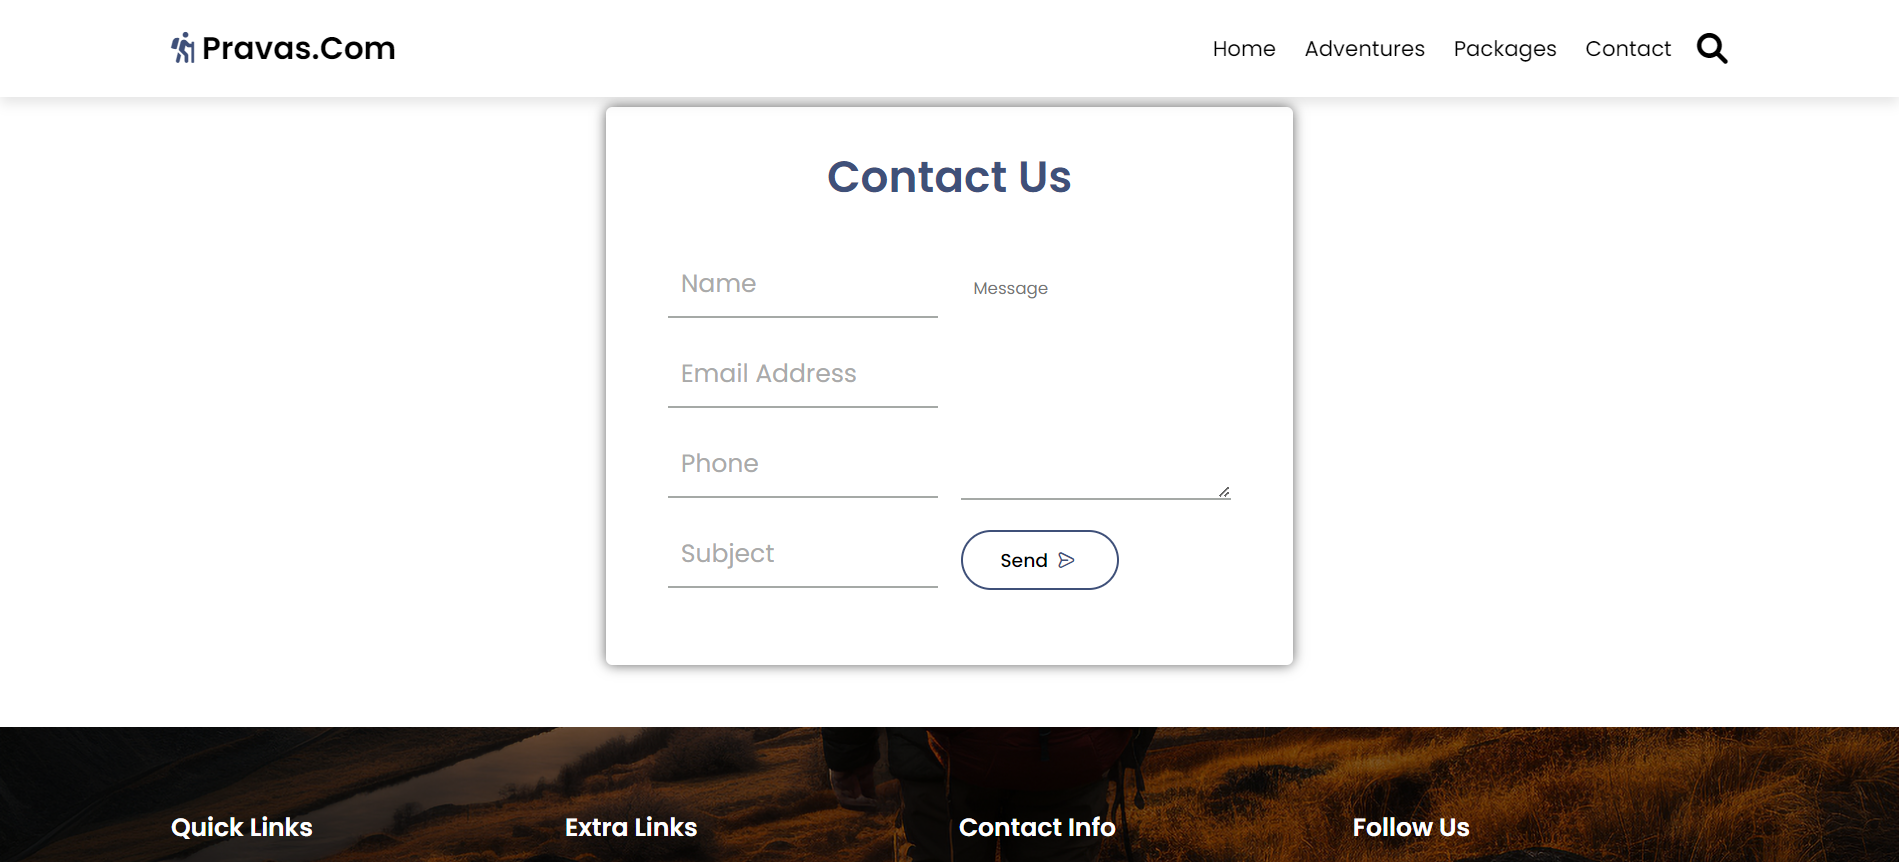 Pravas.Com
Home Adventures Packages Contact
Contact Us
Name
Email Address
Phone
Subject
Message
Send
Quick Links
Extra Links
Contact Info
Follow Us